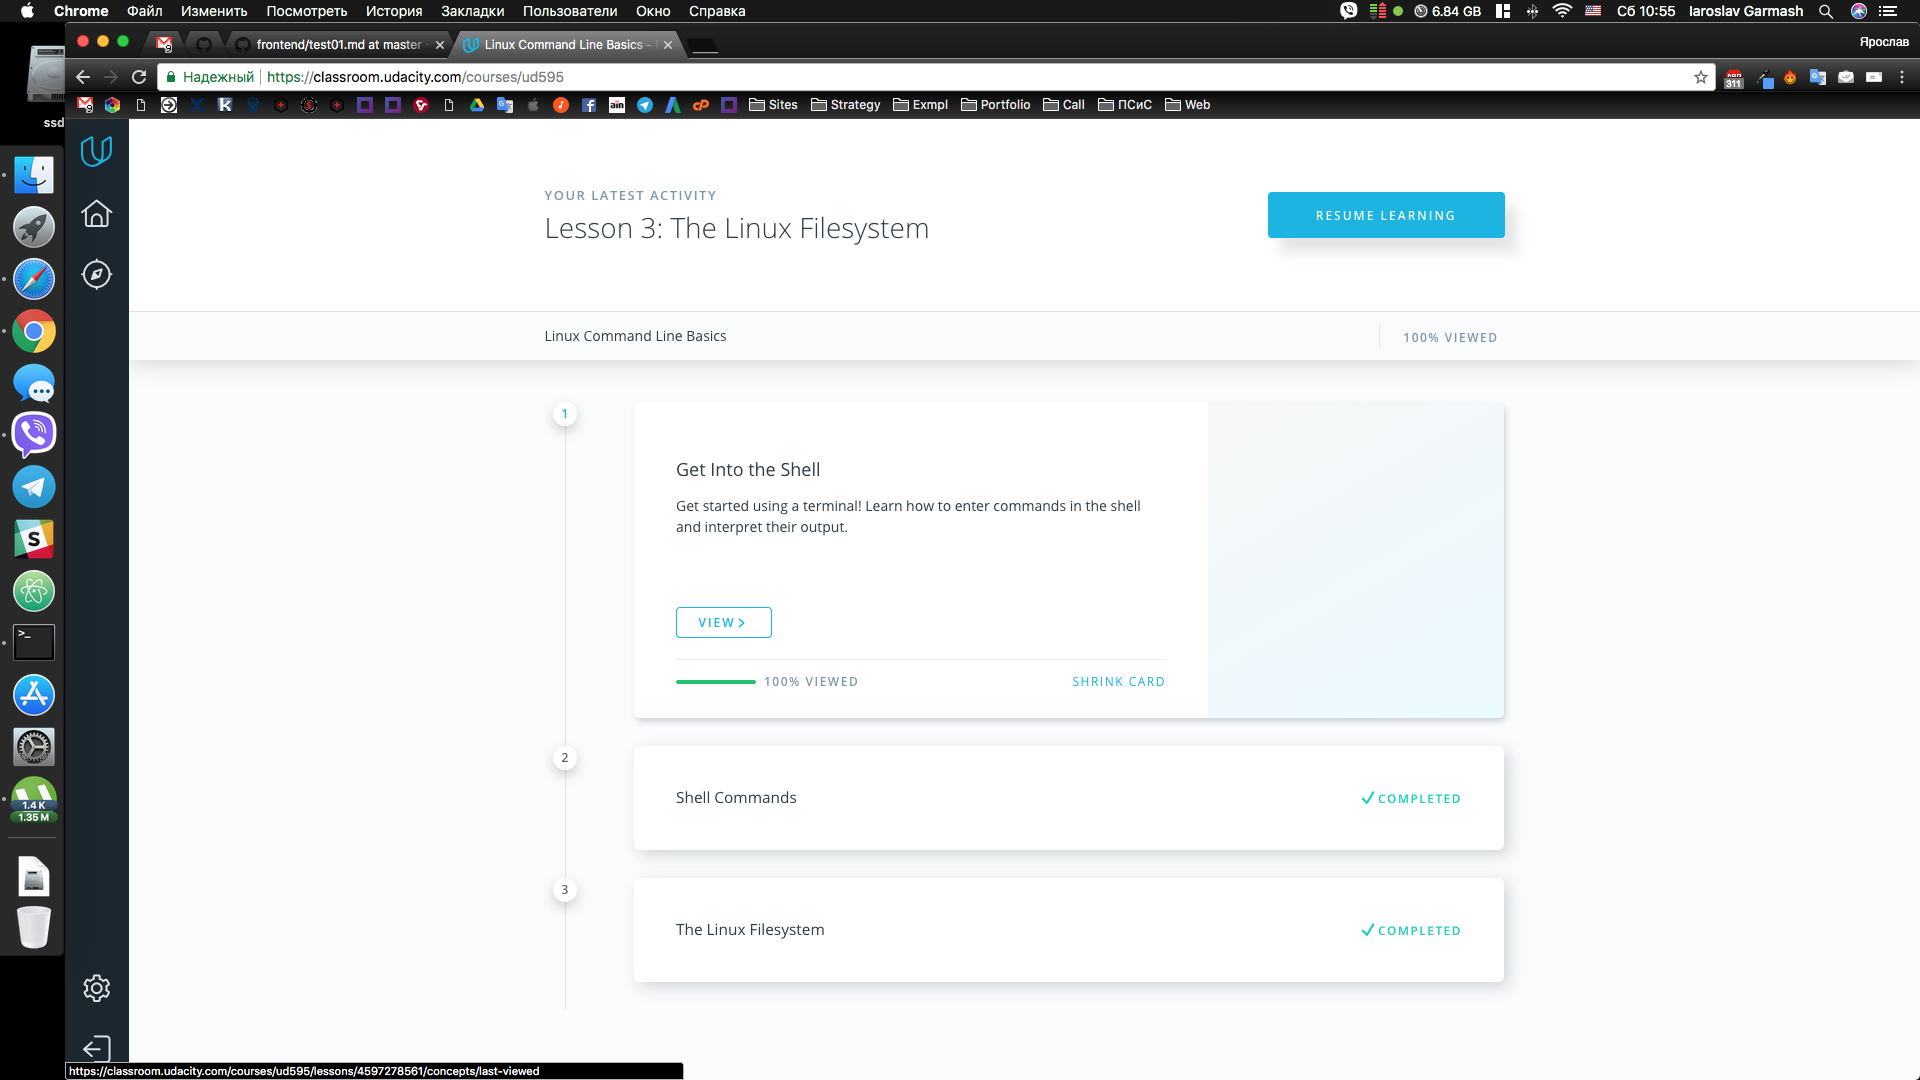 Chrome Файл Изменить Посмотреть История Закладки Пользователи Окно Справка
6.84 GB Сб 10:55 Iaroslav Garmash
frontend/test01.md at master
Linux Command Line Basics -
Ярослав
Надежный https://classroom.udacity.com/courses/ud595
311
Sites Strategy Exmpl Portfolio Call ПСиС Web
ssd
YOUR LATEST ACTIVITY
Lesson 3: The Linux Filesystem
RESUME LEARNING
Linux Command Line Basics
100% VIEWED
1
Get Into the Shell
Get started using a terminal! Learn how to enter commands in the shell
and interpret their output.
VIEW
100% VIEWED
SHRINK CARD
2
Shell Commands
COMPLETED
3
The Linux Filesystem
COMPLETED
1.4 K
1.35 M
https://classroom.udacity.com/courses/ud595/lessons/4597278561/concepts/last-viewed